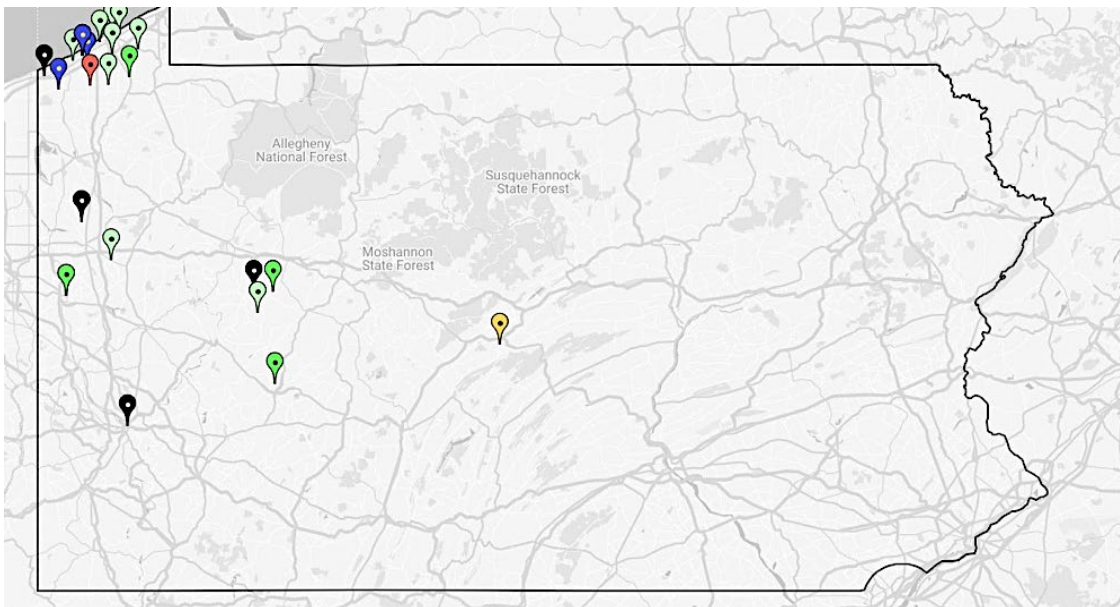 Allegheny
National Forest
Susquehannock
State Forest
Moshannon
State Forest